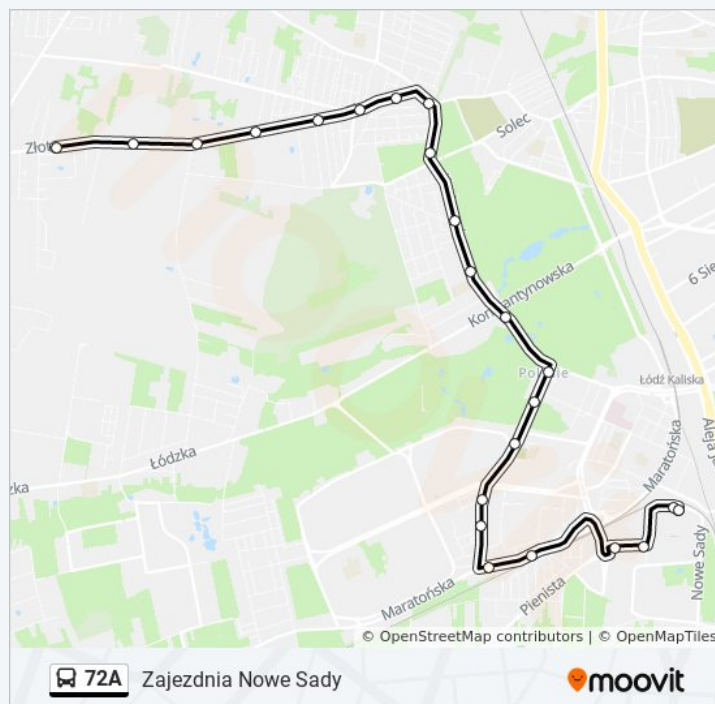 Złot
Solec
Konstantynowska
6 Sie
Polesie
Łódź Kaliska
Aleja J
Maratońska
Łódzka
zka
Nowe Sady
Maratońska
Pienista
© OpenStreetMap contributors | © OpenMapTiles
72A Zajezdnia Nowe Sady
moovit